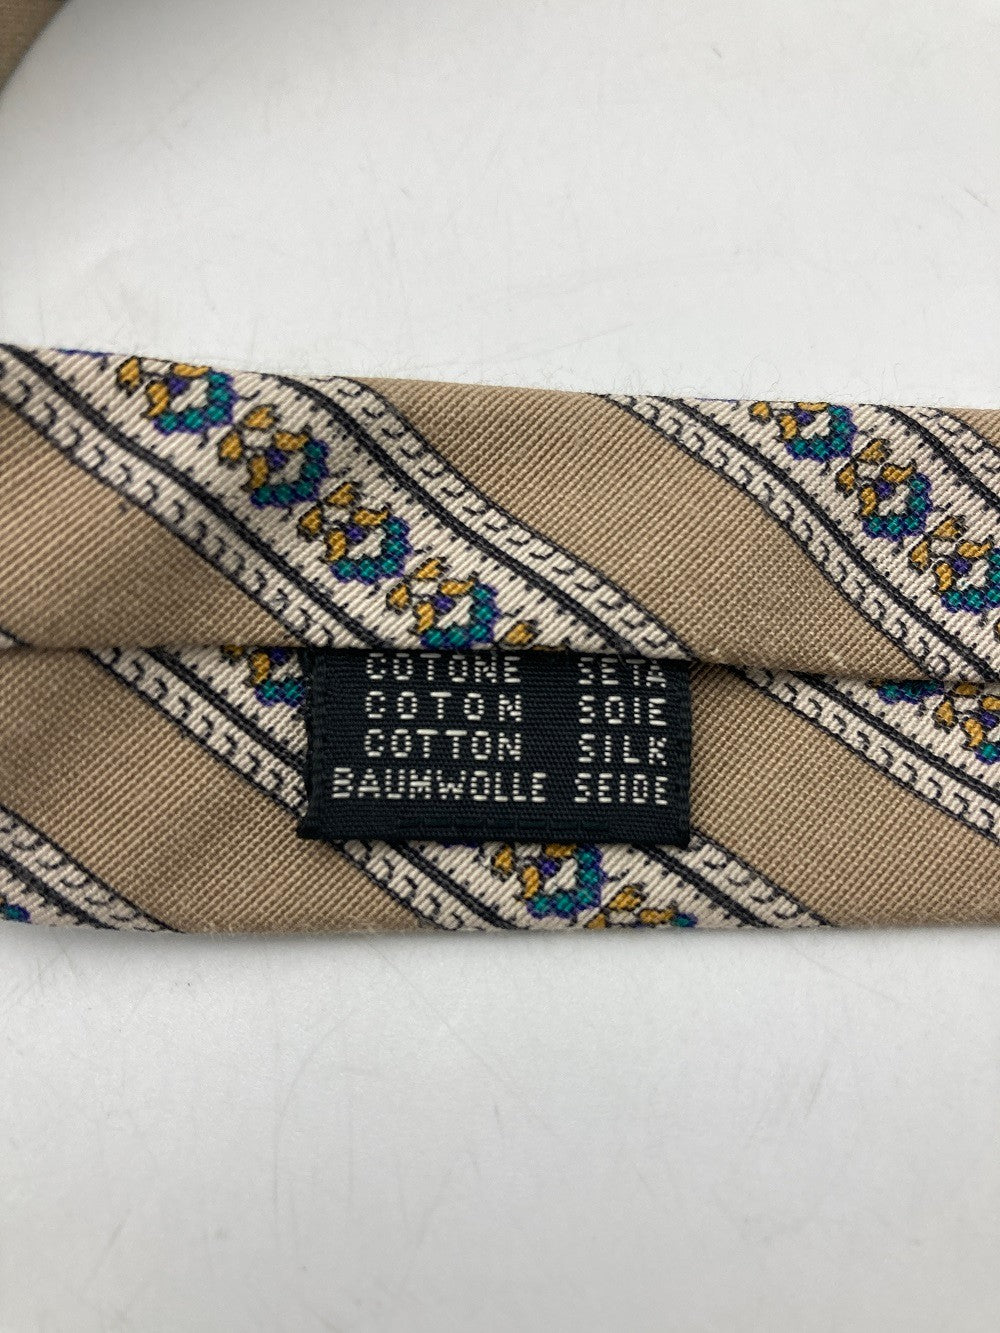 COTONE SETA
COTON SOIE
COTTON SILK
BAUMWOLLE SEIDE